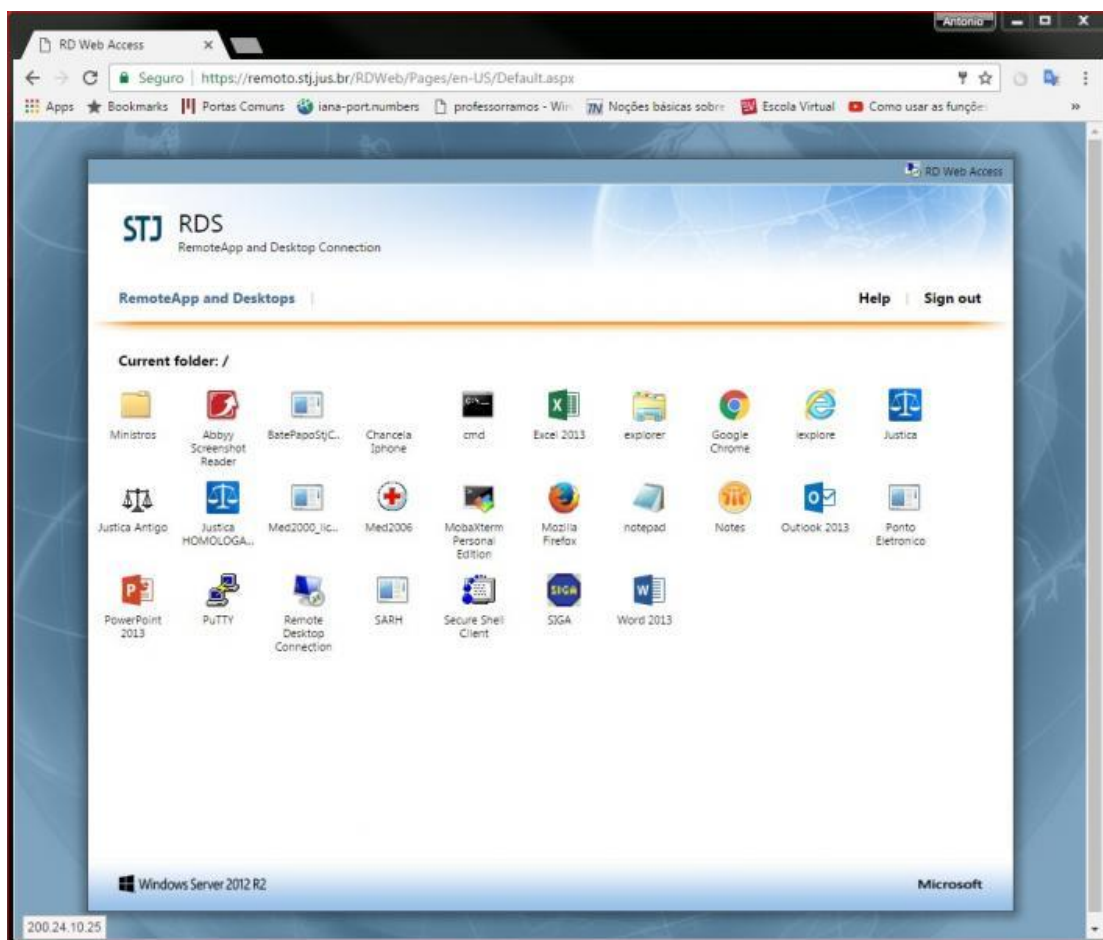 Antonio
RD Web Access
Seguro | https://remoto.stj.jus.br/RDWeb/Pages/en-US/Default.aspx
Apps Bookmarks Portas Comuns iana-port.numbers professorramos - Win Noções básicas sobre Escola Virtual Como usar as funções »
RD Web Access
STJ RDS
RemoteApp and Desktop Connection
RemoteApp and Desktops | Help | Sign out
Current folder: /
Ministros Abbyy BatePapoStjC... Chancela cmd Excel 2013 explorer Google iexplore Justica
Screenshot Iphone Chrome
Reader
Justica Antigo Justica Med2000_lic... Med2006 MobaXterm Mozilla notepad Notes Outlook 2013 Ponto
HOMOLOGA... Personal Firefox Eletronico
Edition
PowerPoint PuTTY Remote SARH Secure Shell SIGA Word 2013
2013 Desktop Client
Connection
Windows Server 2012 R2 Microsoft
200.24.10.25